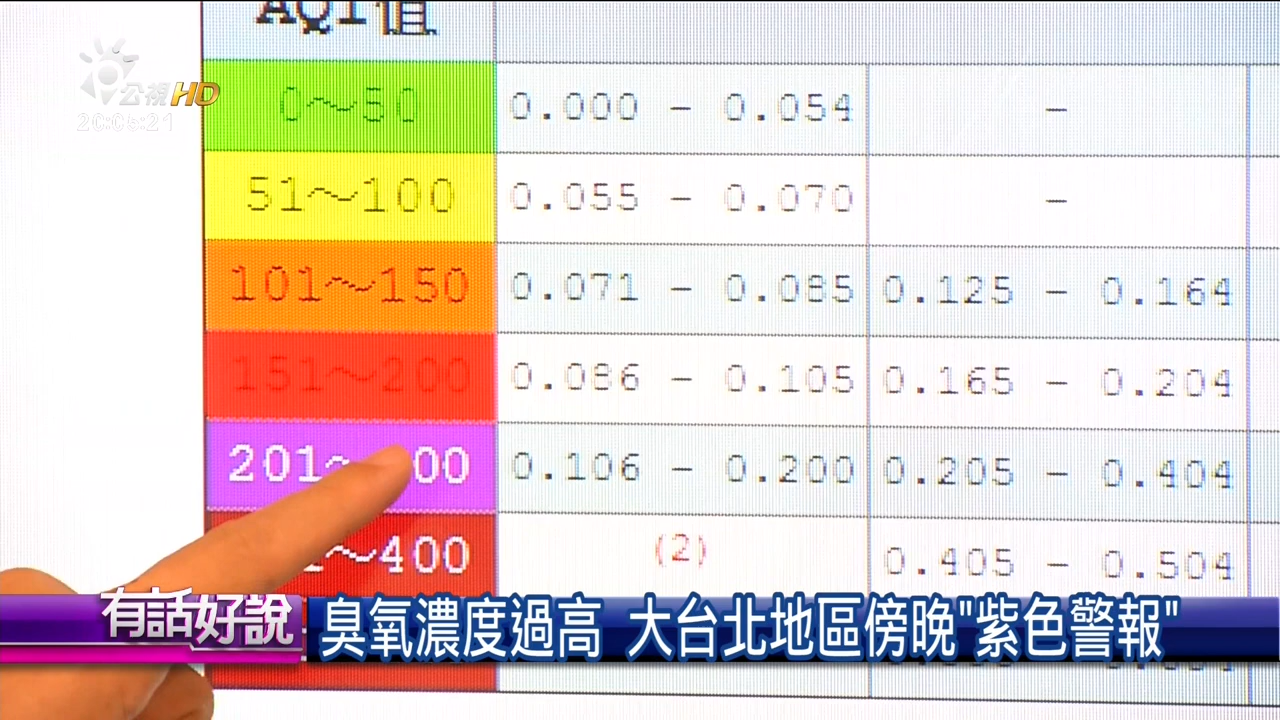 AQI值
公視HD
20:05:21
0～50 0.000 - 0.054 -
51～100 0.055 - 0.070 -
101～150 0.071 - 0.085 0.125 - 0.164
151～200 0.086 - 0.105 0.165 - 0.204
201～ 00 0.106 - 0.200 0.205 - 0.404
1～400 (2) 0.405 - 0.504
有話好說 臭氧濃度過高 大台北地區傍晚"紫色警報"